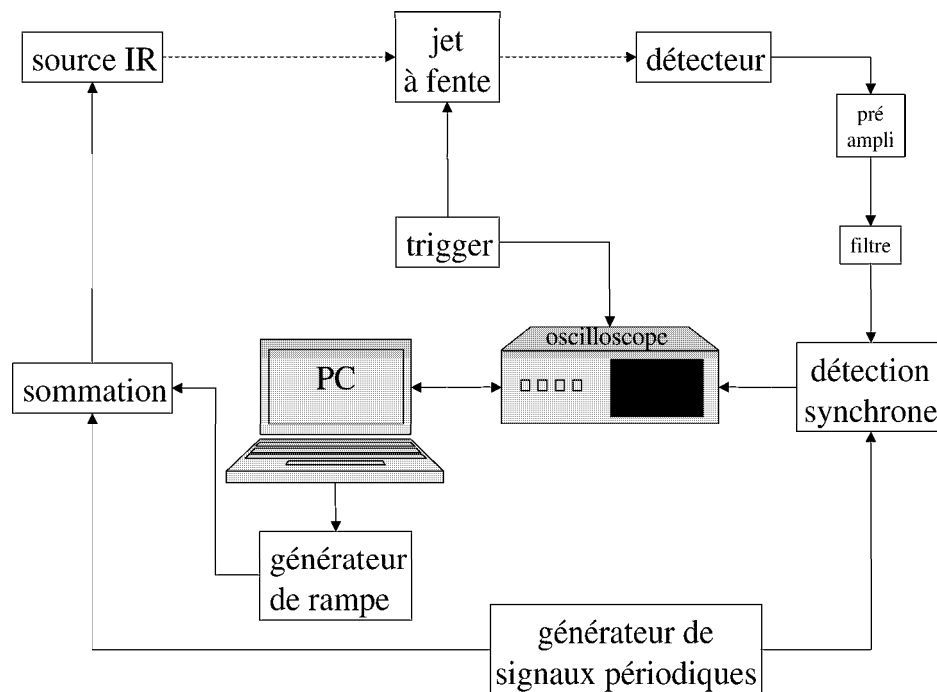 source IR
jet
à fente
détecteur
pré
ampli
trigger
filtre
oscilloscope
PC
sommation
détection
synchrone
générateur
de rampe
générateur de
signaux périodiques